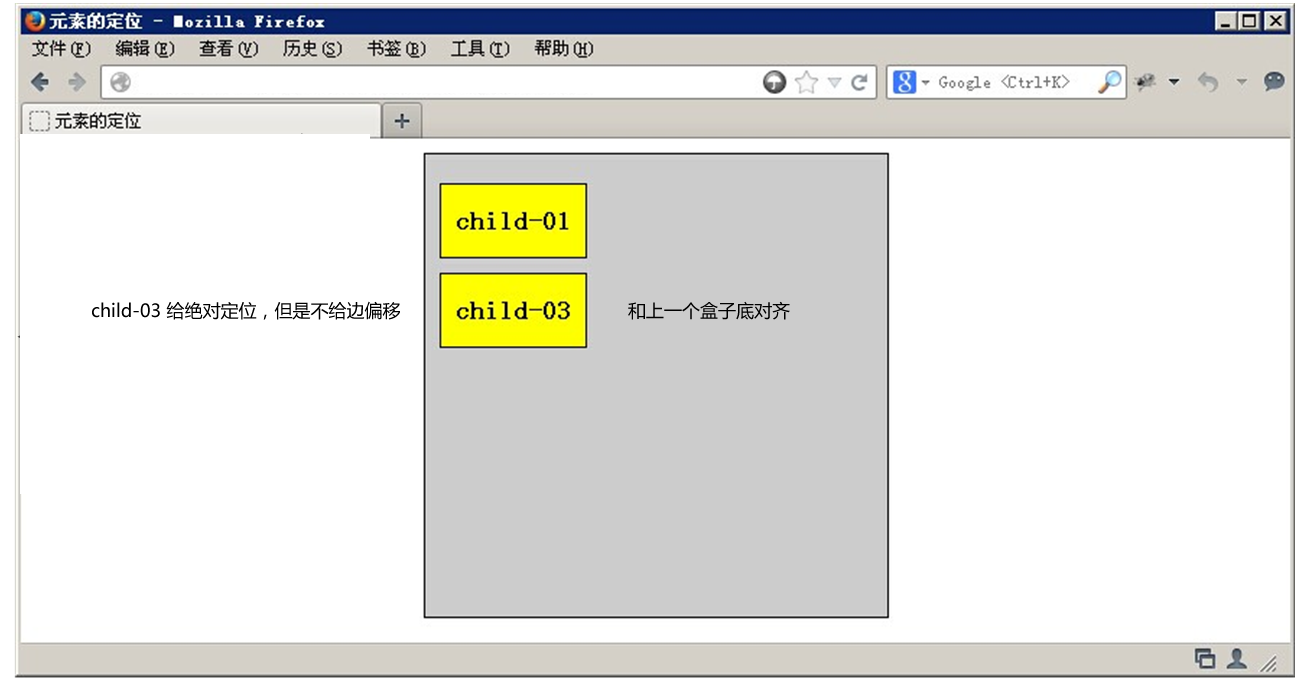 元素的定位 - Mozilla Firefox
文件(F) 编辑(E) 查看(V) 历史(S) 书签(B) 工具(T) 帮助(H)
8 Google <Ctrl+K>
元素的定位 +
child-01
child-03 给绝对定位，但是不给边偏移 child-03 和上一个盒子底对齐